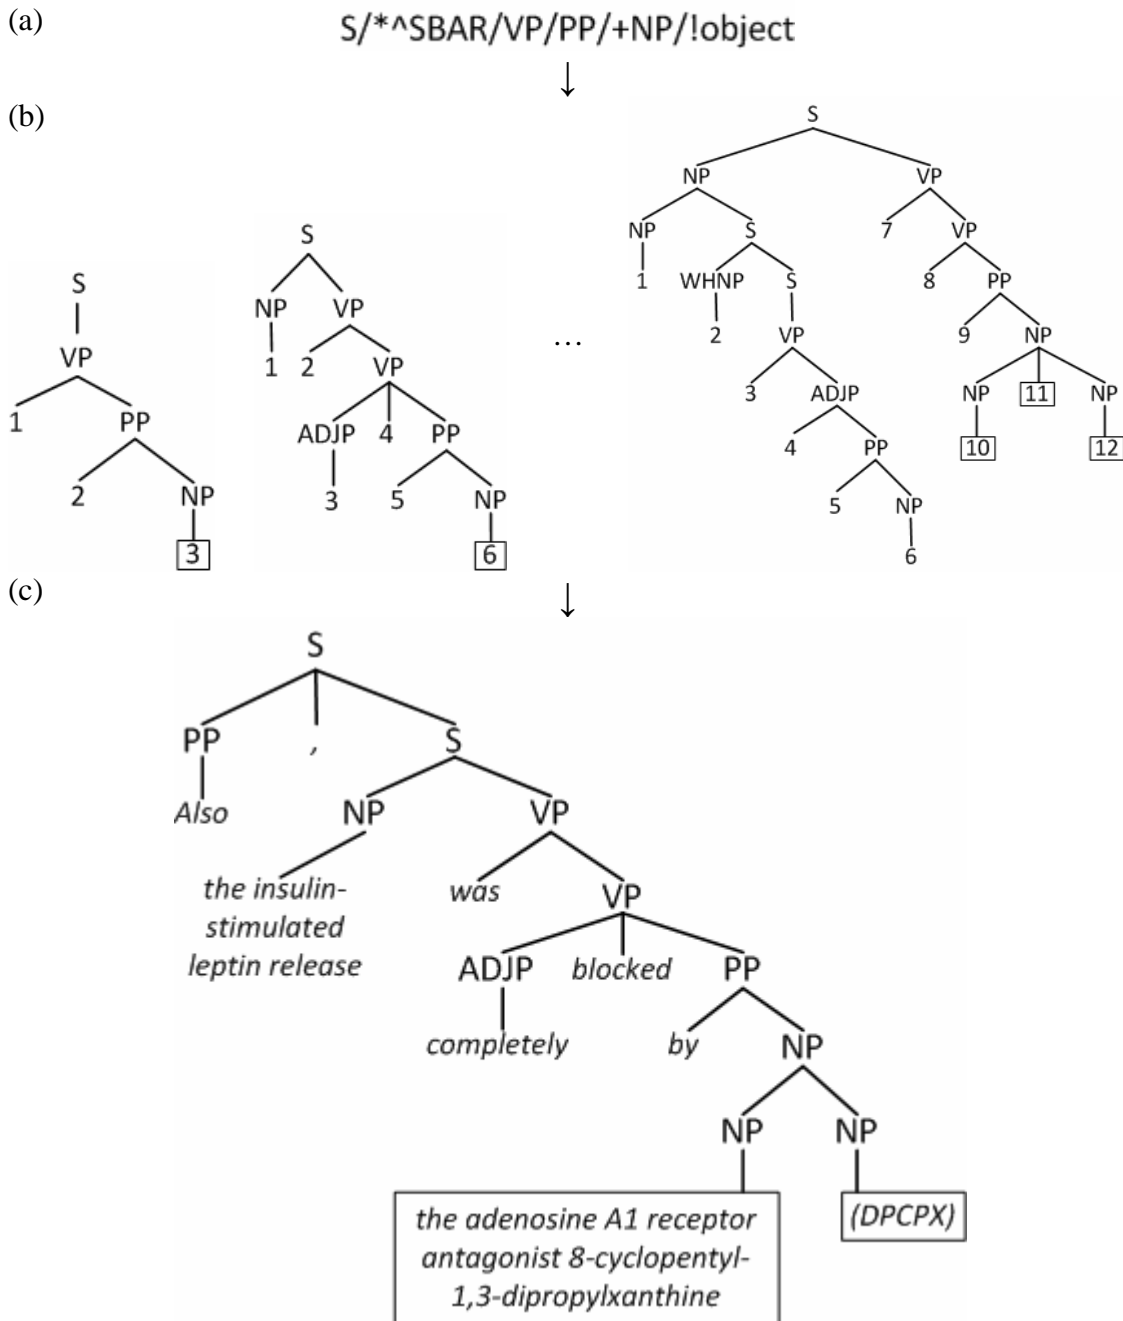 (a)
S/*^SBAR/VP/PP/+NP/!object
↓
(b)
S
NP VP
NP S 7 VP
1 WHNP S 8 PP
2 VP 9 NP
3 ADJP NP 11 NP
4 PP 10 12
5 NP
6
S
NP VP
1 2 VP
ADJP 4 PP
3 5 NP
6
S
VP
1 PP
2 NP
3
...
(c)
↓
S
PP , S
Also NP VP
the insulin-
stimulated
leptin release
was VP
ADJP blocked PP
completely by NP
NP NP
the adenosine A1 receptor
antagonist 8-cyclopentyl-
1,3-dipropylxanthine
(DPCPX)